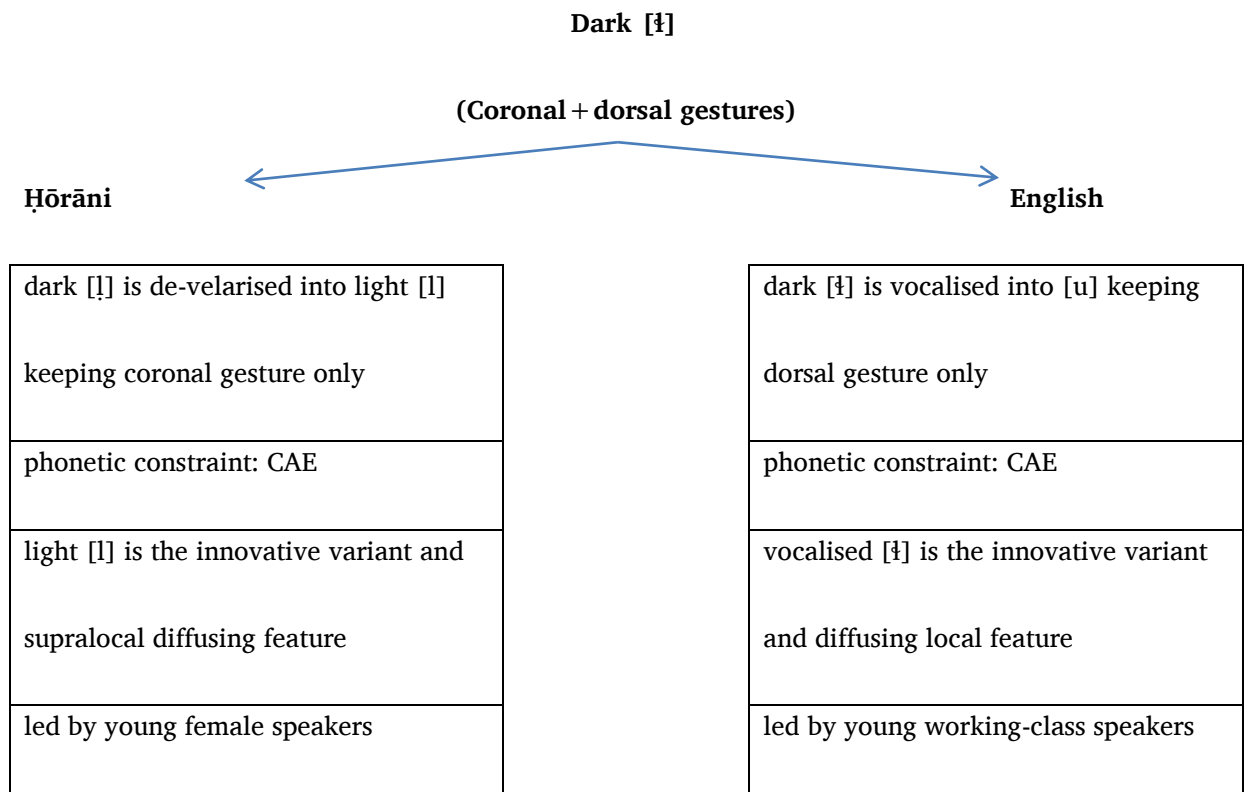 Dark [ɫ]
(Coronal+dorsal gestures)
Ḥōrāni
English
dark [ḷ] is de-velarised into light [l]
keeping coronal gesture only
phonetic constraint: CAE
light [l] is the innovative variant and
supralocal diffusing feature
led by young female speakers
dark [ɫ] is vocalised into [u] keeping
dorsal gesture only
phonetic constraint: CAE
vocalised [ɫ] is the innovative variant
and diffusing local feature
led by young working-class speakers